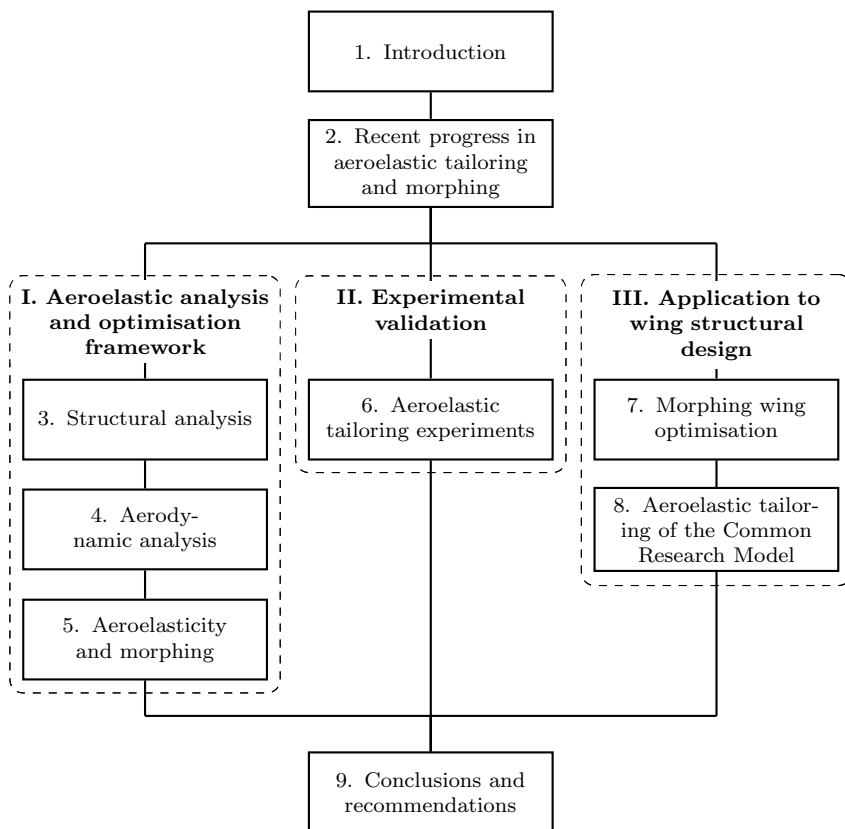 1. Introduction
2. Recent progress in
aeroelastic tailoring
and morphing
I. Aeroelastic analysis
and optimisation
framework
3. Structural analysis
4. Aerody-
namic analysis
5. Aeroelasticity
and morphing
II. Experimental
validation
6. Aeroelastic
tailoring experiments
III. Application to
wing structural
design
7. Morphing wing
optimisation
8. Aeroelastic tailor-
ing of the Common
Research Model
9. Conclusions and
recommendations